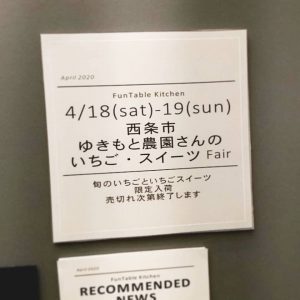 April 2020
FunTable Kitchen
4/18(sat)-19(sun)
西条市
ゆきもと農園さんの
いちご・スイーツ Fair
旬のいちごといちごスイーツ
限定入荷
売切れ次第終了します
April 2020
FunTable Kitchen
RECOMMENDED
NEWS